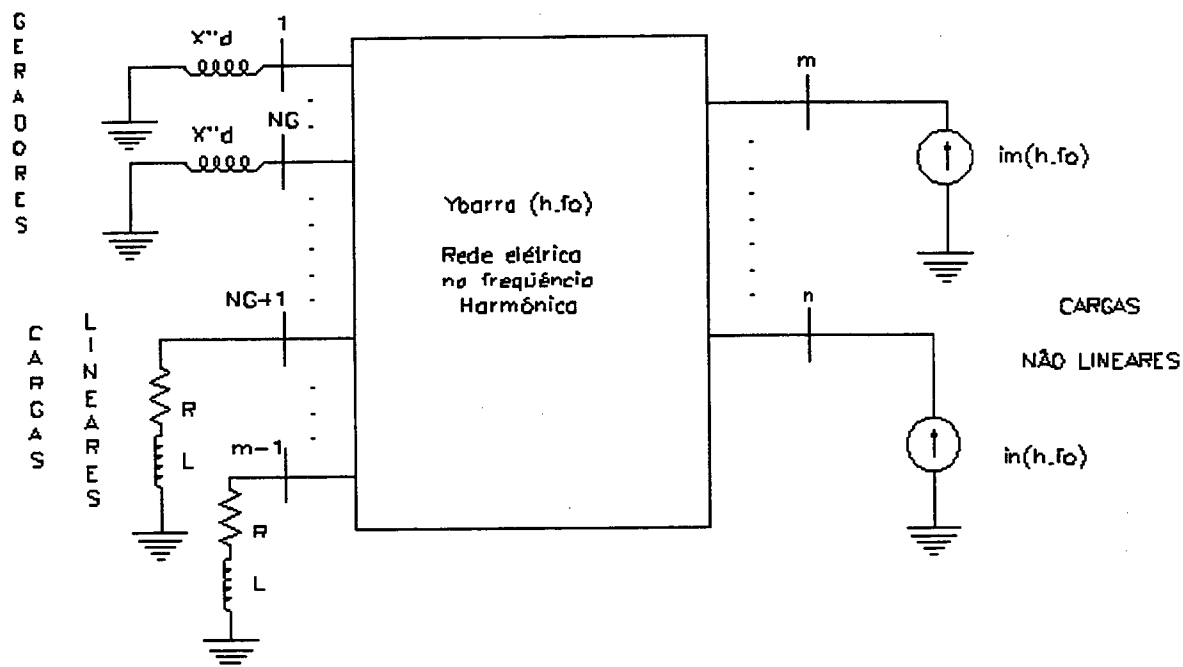 GERADORES
X"d
1
X"d
NG
NG+1
R
L
m-1
R
L
CARGAS
LINEARES
Ybarra (h.fo)
Rede elétrica
na freqüência
Harmônica
m
im(h.fo)
n
in(h.fo)
CARGAS
NÃO LINEARES